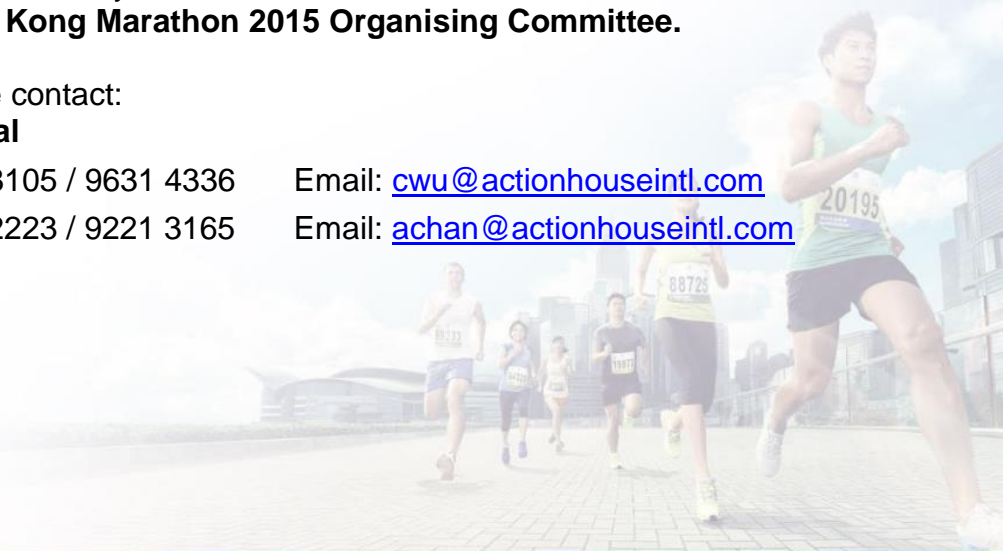 Kong Marathon 2015 Organising Committee.
contact:
al
3105 / 9631 4336 Email: cwu@actionhouseintl.com
2223 / 9221 3165 Email: achan@actionhouseintl.com
20195
88725